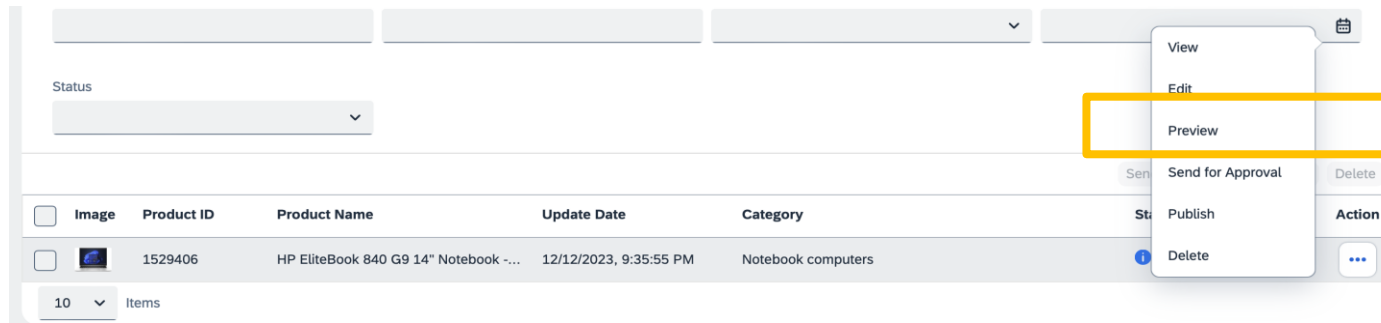 View
Edit
Status
Preview
Send for Approval
Delete
Image Product ID Product Name Update Date Category Action
Publish
1529406 HP EliteBook 840 G9 14" Notebook -... 12/12/2023, 9:35:55 PM Notebook computers
Delete
10 Items